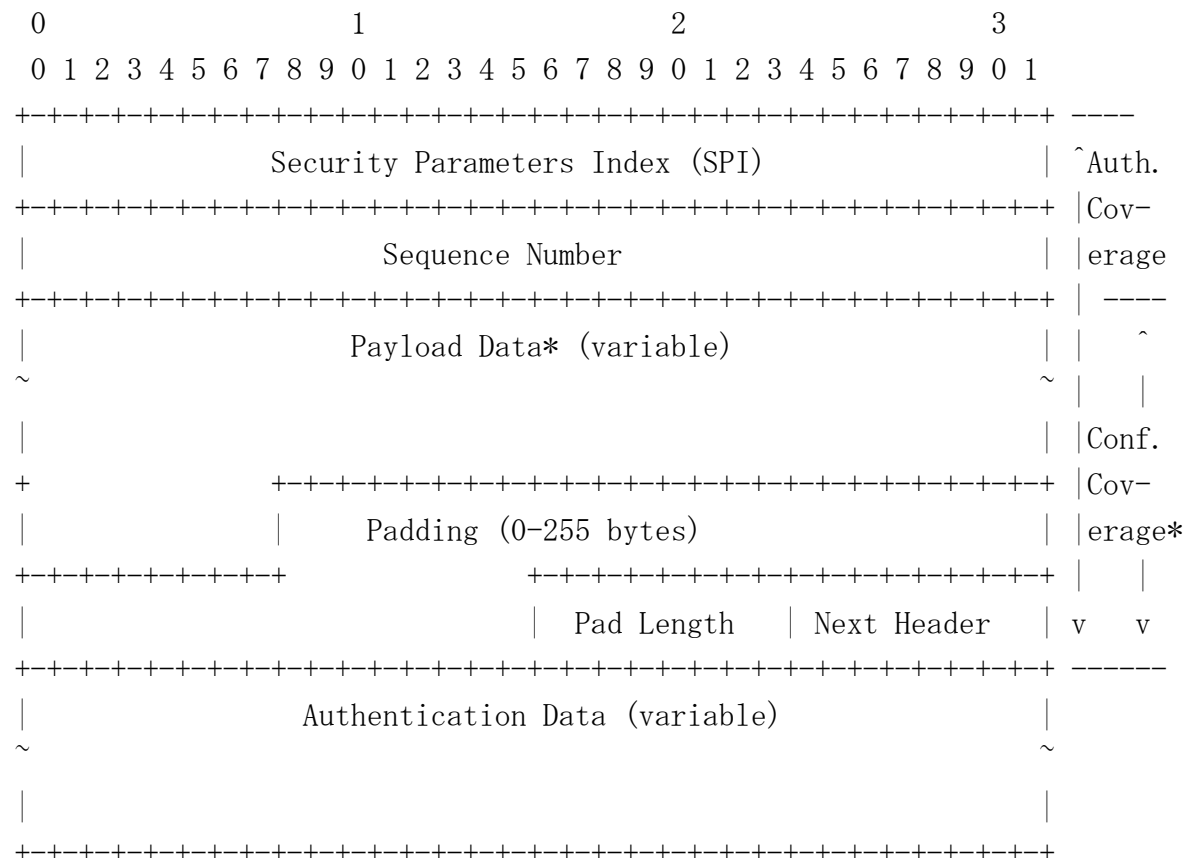 0                   1                   2                   3
 0 1 2 3 4 5 6 7 8 9 0 1 2 3 4 5 6 7 8 9 0 1 2 3 4 5 6 7 8 9 0 1
+-+-+-+-+-+-+-+-+-+-+-+-+-+-+-+-+-+-+-+-+-+-+-+-+-+-+-+-+-+-+-+-+ ----
|               Security Parameters Index (SPI)                 | ^Auth.
+-+-+-+-+-+-+-+-+-+-+-+-+-+-+-+-+-+-+-+-+-+-+-+-+-+-+-+-+-+-+-+-+ |Cov-
|                      Sequence Number                          | |erage
+-+-+-+-+-+-+-+-+-+-+-+-+-+-+-+-+-+-+-+-+-+-+-+-+-+-+-+-+-+-+-+-+ | ----
|                    Payload Data* (variable)                   | |   ^
~                                                               ~ |   |
|                                                               | |Conf.
+               +-+-+-+-+-+-+-+-+-+-+-+-+-+-+-+-+-+-+-+-+-+-+-+-+ |Cov-
|               |     Padding (0-255 bytes)                     | |erage*
+-+-+-+-+-+-+-+-+               +-+-+-+-+-+-+-+-+-+-+-+-+-+-+-+-+ |   |
|                               |  Pad Length   | Next Header   | v   v
+-+-+-+-+-+-+-+-+-+-+-+-+-+-+-+-+-+-+-+-+-+-+-+-+-+-+-+-+-+-+-+-+ ------
|                 Authentication Data (variable)                |
~                                                               ~
|                                                               |
+-+-+-+-+-+-+-+-+-+-+-+-+-+-+-+-+-+-+-+-+-+-+-+-+-+-+-+-+-+-+-+-+